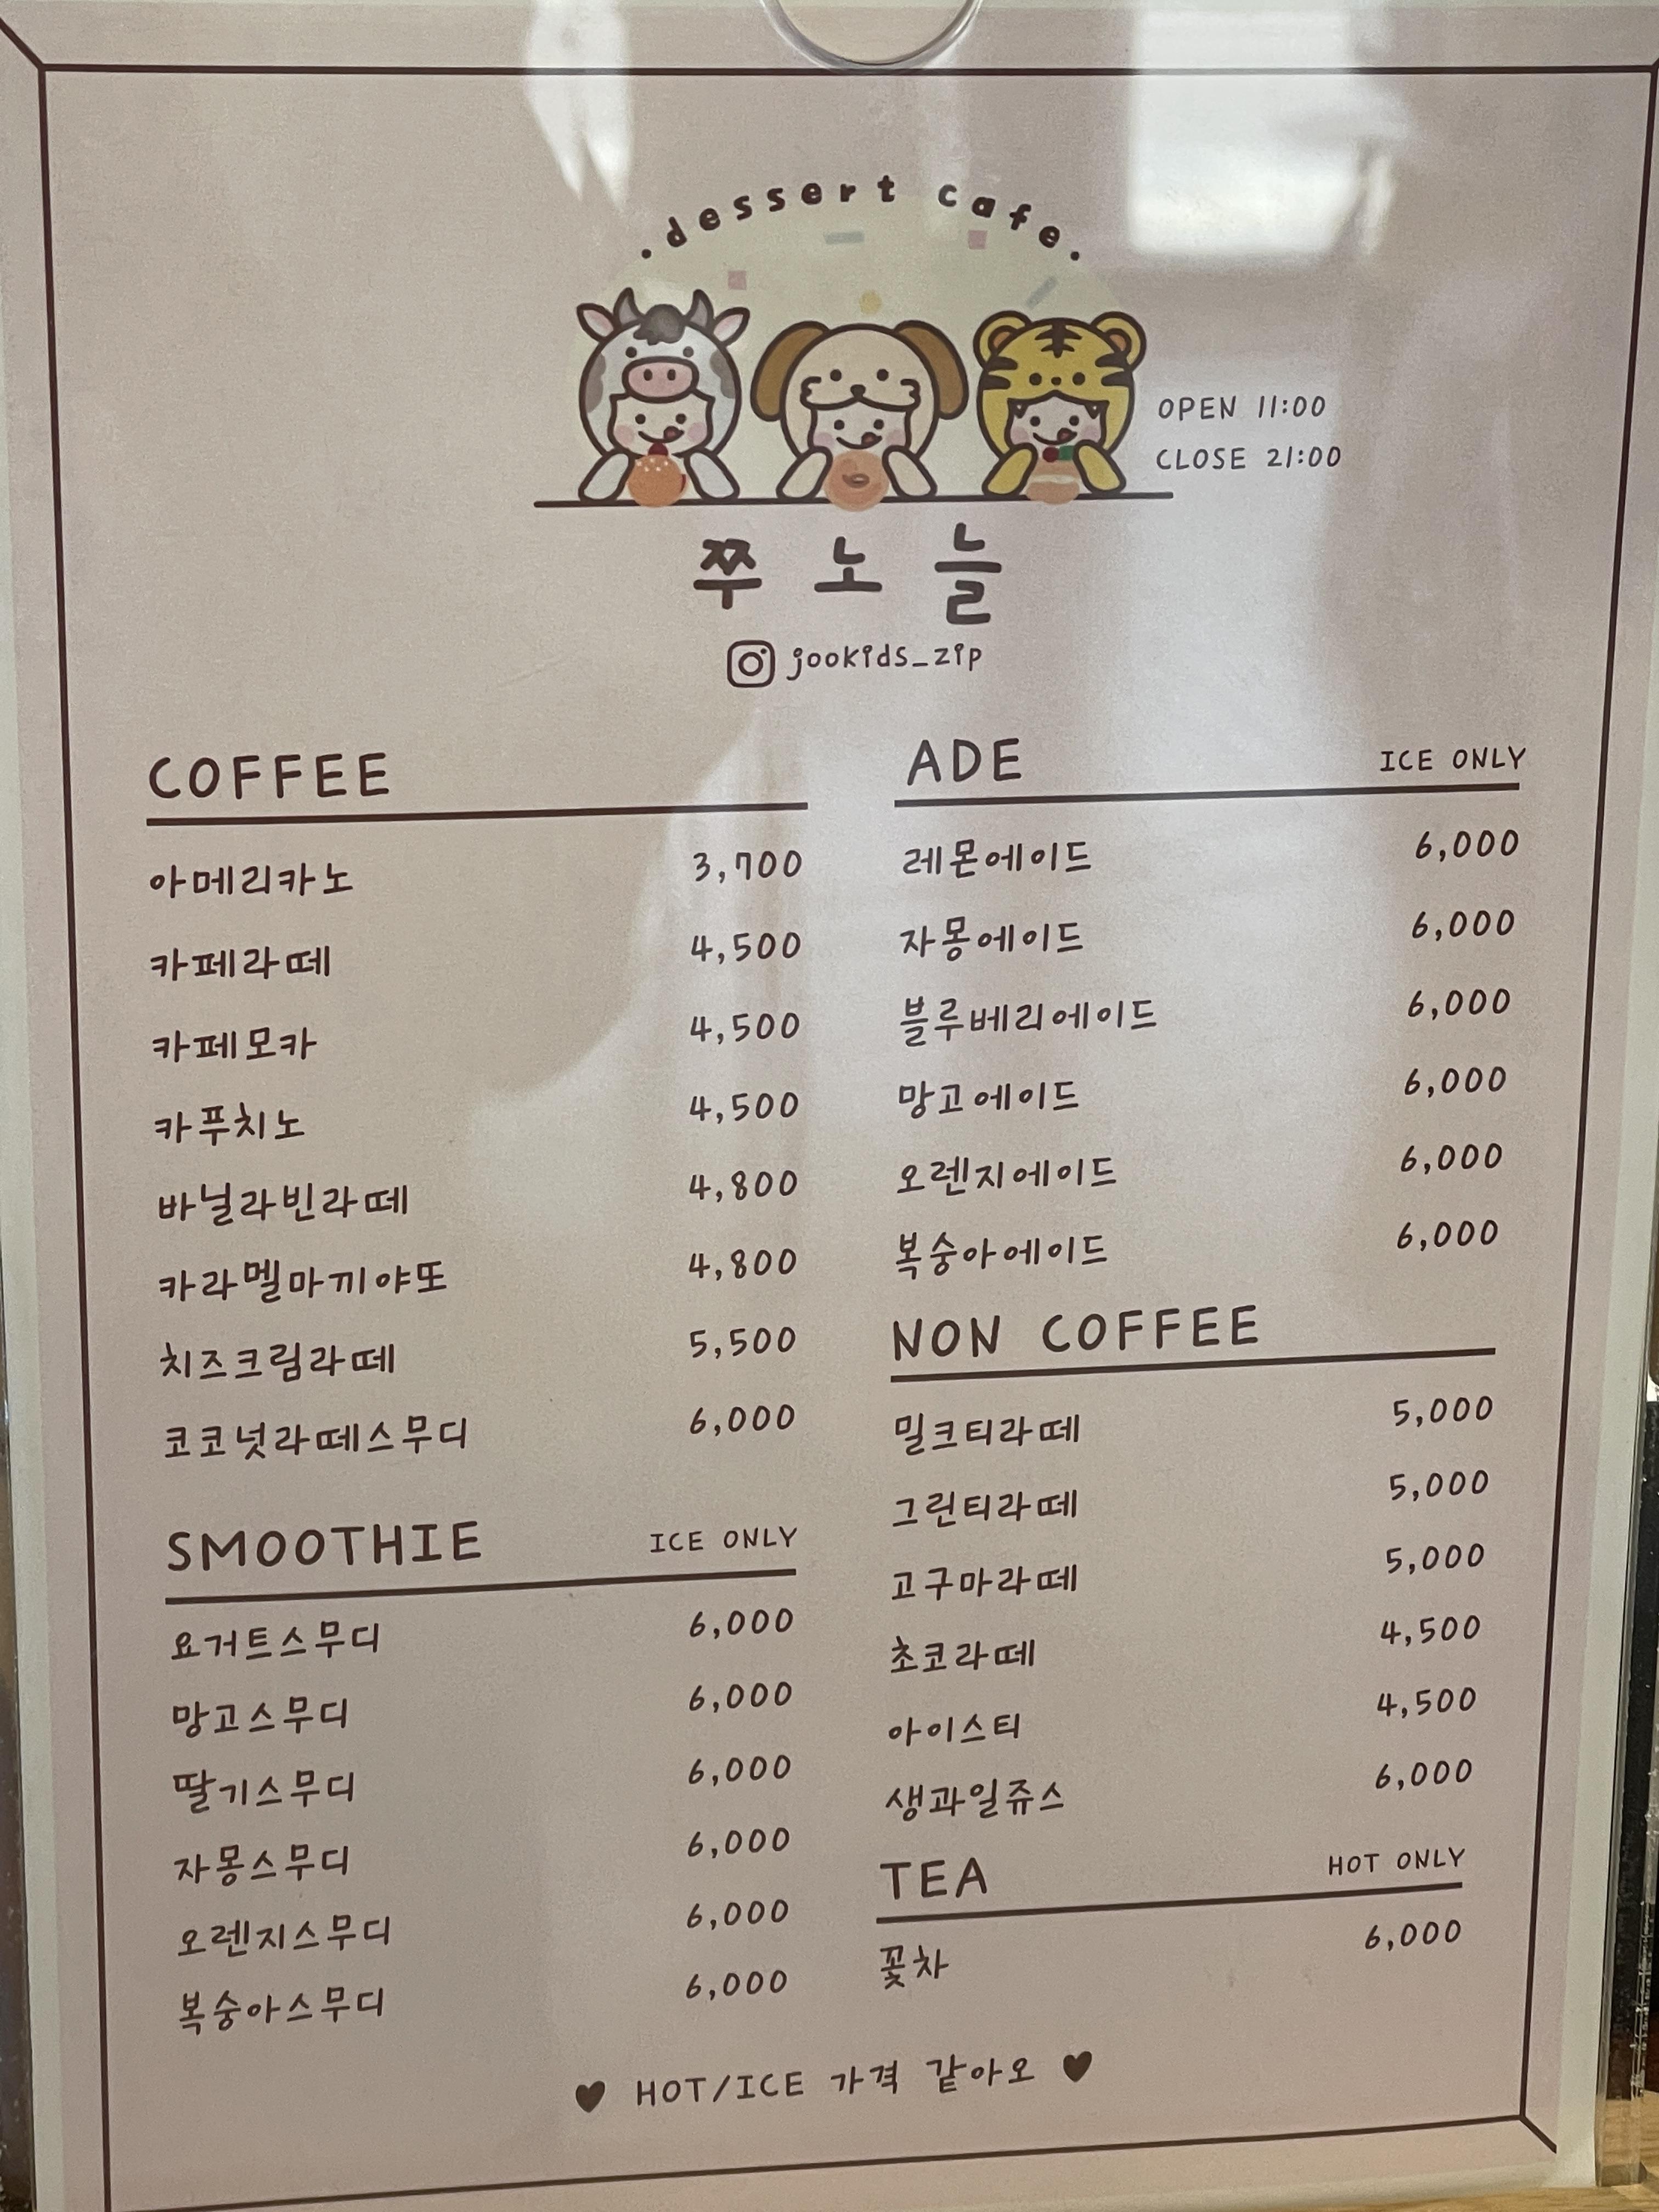 .dessert cafe.
OPEN 11:00
CLOSE 21:00
쭈노늘
jookids_zip
COFFEE
아메리카노 3,700
카페라떼 4,500
카페모카 4,500
카푸치노 4,500
바닐라빈라떼 4,800
카라멜마끼야또 4,800
치즈크림라떼 5,500
코코넛라떼스무디 6,000
SMOOTHIE ICE ONLY
요거트스무디 6,000
망고스무디 6,000
딸기스무디 6,000
자몽스무디 6,000
오렌지스무디 6,000
복숭아스무디 6,000
ADE ICE ONLY
레몬에이드 6,000
자몽에이드 6,000
블루베리에이드 6,000
망고에이드 6,000
오렌지에이드 6,000
복숭아에이드 6,000
NON COFFEE
밀크티라떼 5,000
그린티라떼 5,000
고구마라떼 5,000
초코라떼 4,500
아이스티 4,500
생과일쥬스 6,000
TEA HOT ONLY
꽃차 6,000
♥ HOT/ICE 가격 같아오 ♥